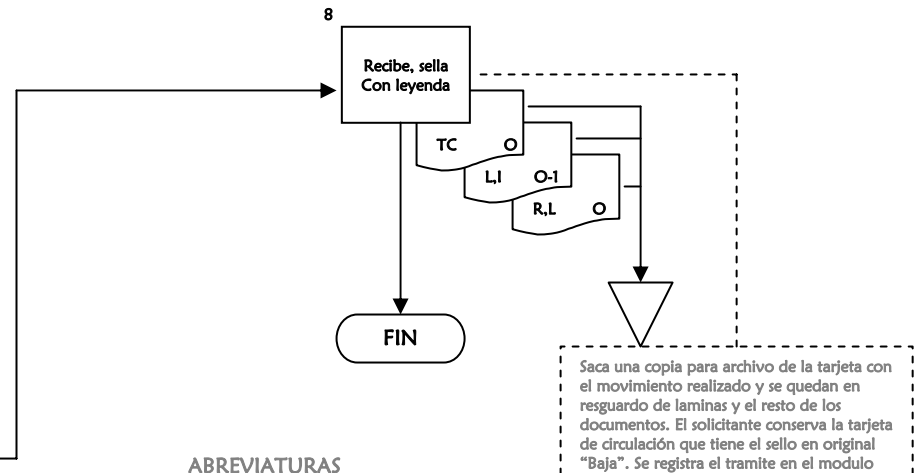 8
Recibe, sella
Con leyenda
TC O
L,I O-1
R,L O
FIN
Saca una copia para archivo de la tarjeta con
el movimiento realizado y se quedan en
resguardo de laminas y el resto de los
documentos. El solicitante conserva la tarjeta
de circulación que tiene el sello en original
“Baja”. Se registra el tramite en el modulo
ABREVIATURAS